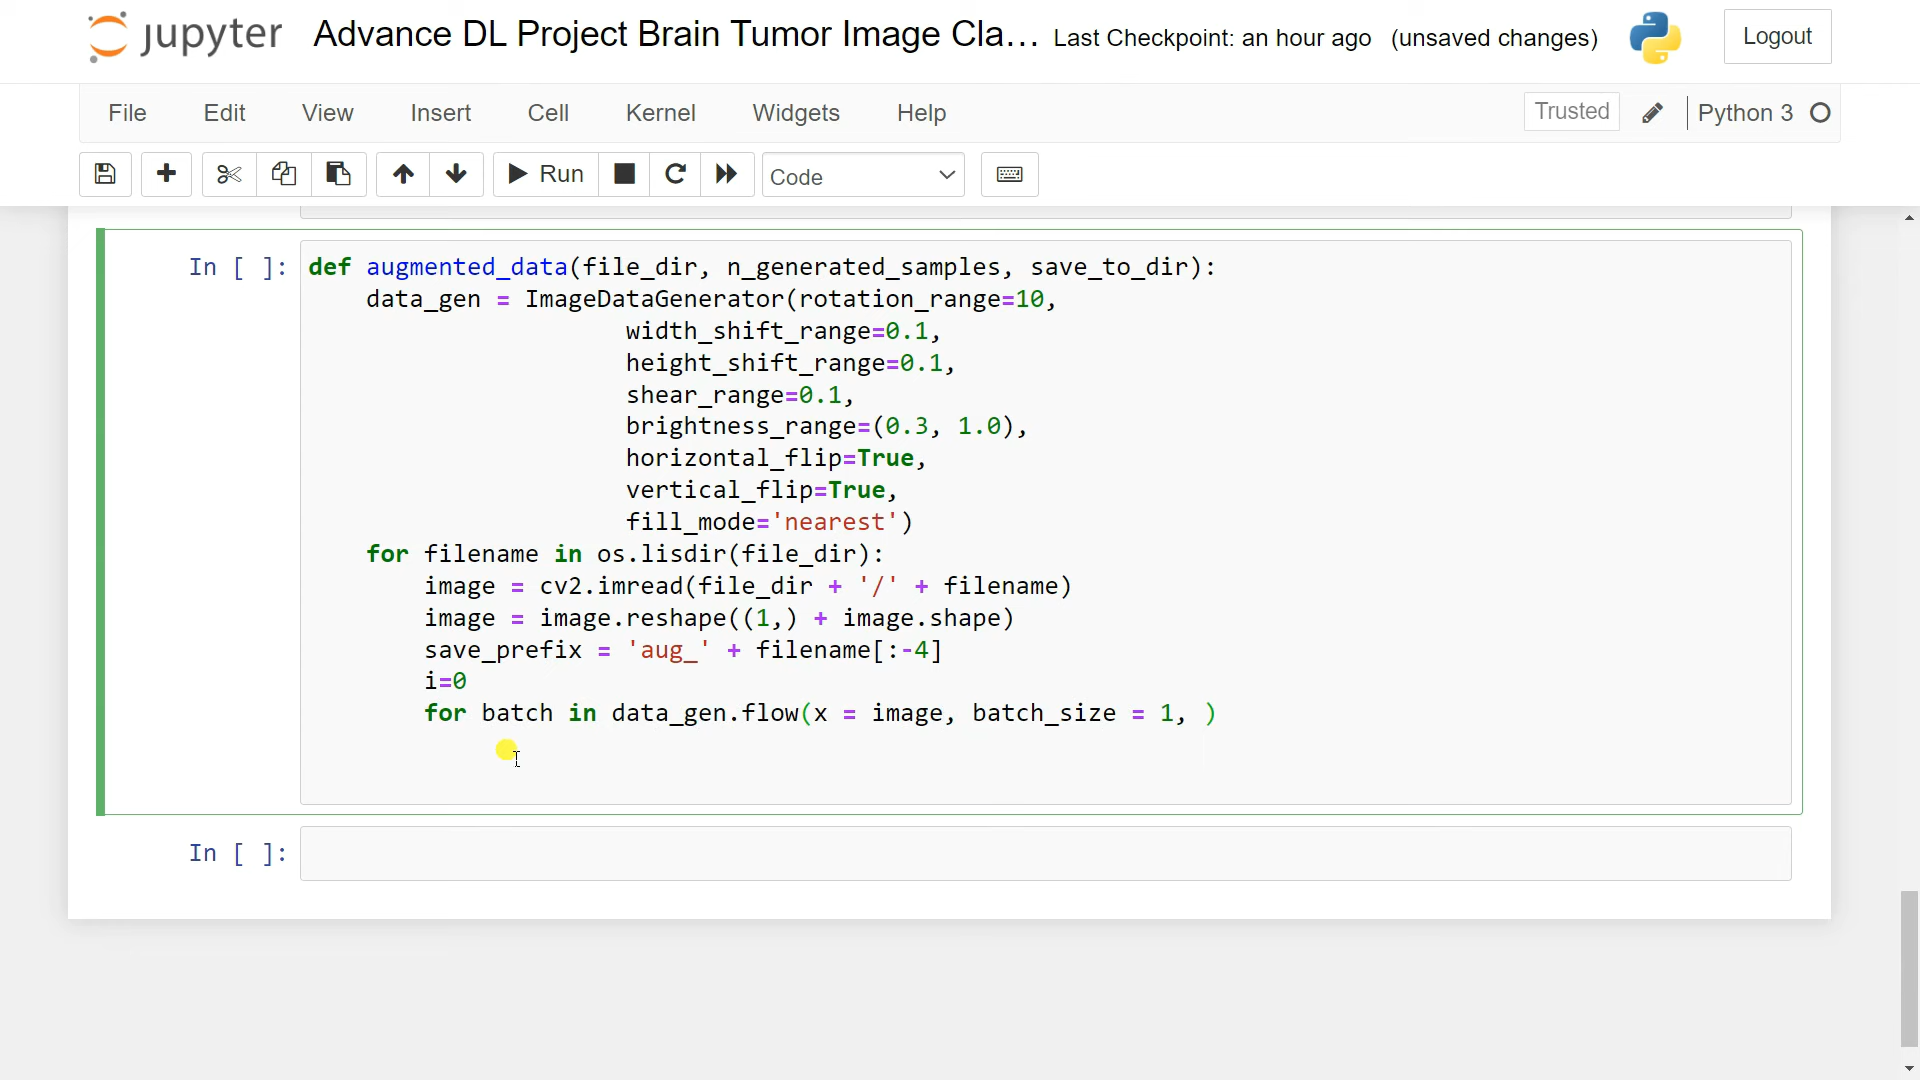 jupyter Advance DL Project Brain Tumor Image Cla... Last Checkpoint: an hour ago (unsaved changes) Logout
File Edit View Insert Cell Kernel Widgets Help Trusted Python 3
Run Code
In [ ]: def augmented_data(file_dir, n_generated_samples, save_to_dir):
data_gen = ImageDataGenerator(rotation_range=10,
width_shift_range=0.1,
height_shift_range=0.1,
shear_range=0.1,
brightness_range=(0.3, 1.0),
horizontal_flip=True,
vertical_flip=True,
fill_mode='nearest')
for filename in os.lisdir(file_dir):
image = cv2.imread(file_dir + '/' + filename)
image = image.reshape((1,) + image.shape)
save_prefix = 'aug_' + filename[:-4]
i=0
for batch in data_gen.flow(x = image, batch_size = 1, )
In [ ]: